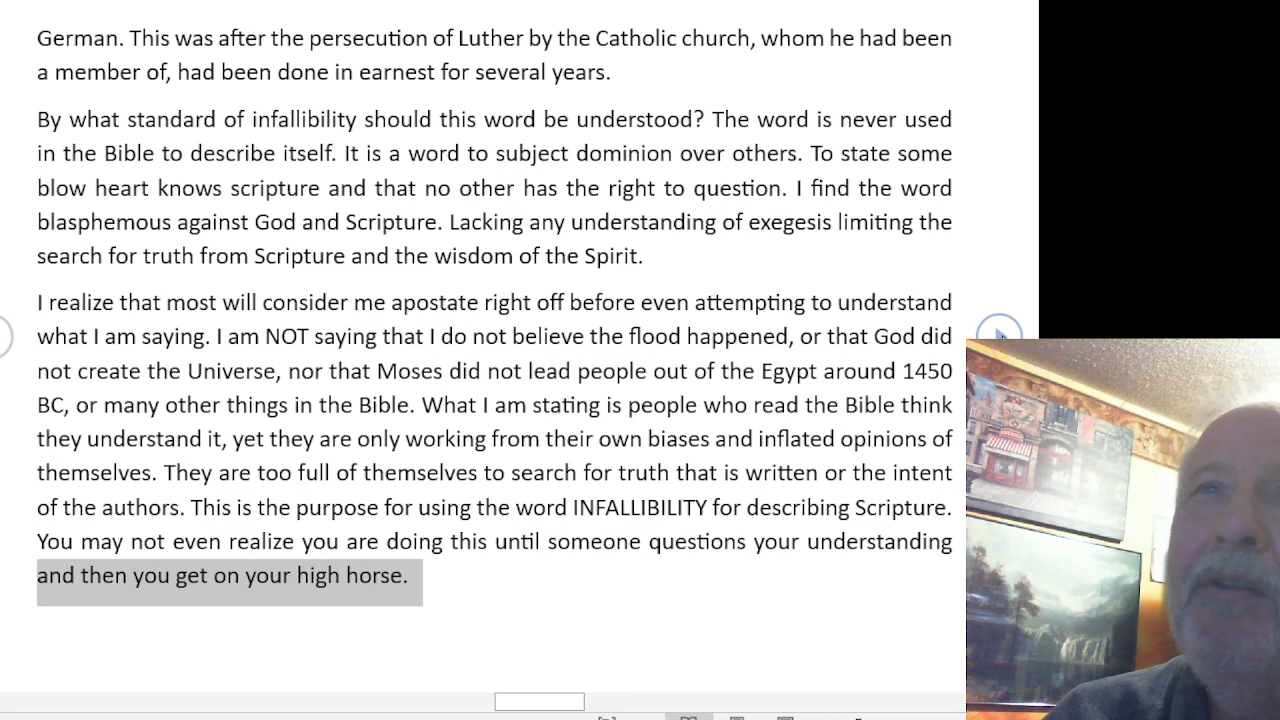 German. This was after the persecution of Luther by the Catholic church, whom he had been
a member of, had been done in earnest for several years.
By what standard of infallibility should this word be understood? The word is never used
in the Bible to describe itself. It is a word to subject dominion over others. To state some
blow heart knows scripture and that no other has the right to question. I find the word
blasphemous against God and Scripture. Lacking any understanding of exegesis limiting the
search for truth from Scripture and the wisdom of the Spirit.
I realize that most will consider me apostate right off before even attempting to understand
what I am saying. I am NOT saying that I do not believe the flood happened, or that God did
not create the Universe, nor that Moses did not lead people out of the Egypt around 1450
BC, or many other things in the Bible. What I am stating is people who read the Bible think
they understand it, yet they are only working from their own biases and inflated opinions of
themselves. They are too full of themselves to search for truth that is written or the intent
of the authors. This is the purpose for using the word INFALLIBILITY for describing Scripture.
You may not even realize you are doing this until someone questions your understanding
and then you get on your high horse.